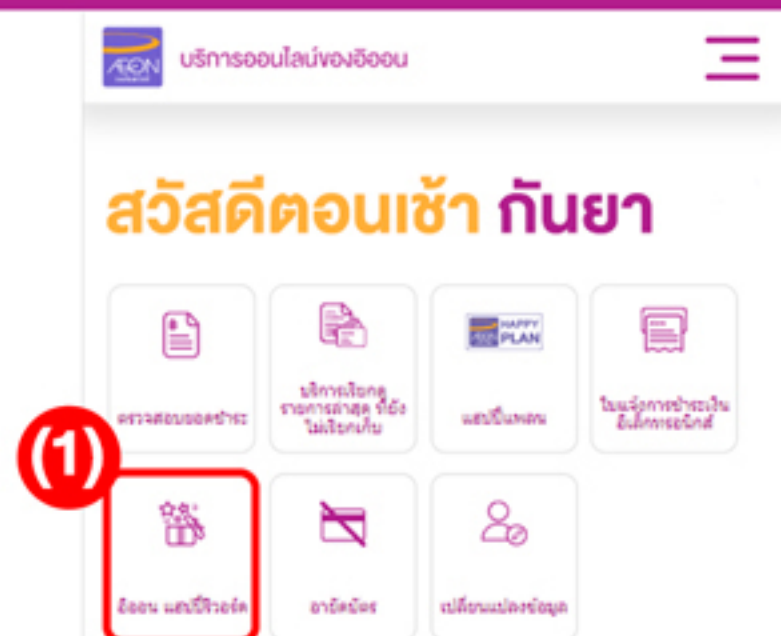 AEON
บริการออนไลน์ของอิออน
สวัสดีตอนเช้า กันยา
HAPPY
PLAN
ตรวจสอบยอดชำระ
บริการเรียกดู
รายการล่าสุด ที่ยัง
ไม่เรียกเก็บ
แฮปปี้แพลน
ใบแจ้งการชำระเงิน
อิเล็กทรอนิกส์
(1)
อิออน แฮปปี้รีวอร์ด
อายัดบัตร
เปลี่ยนแปลงข้อมูล